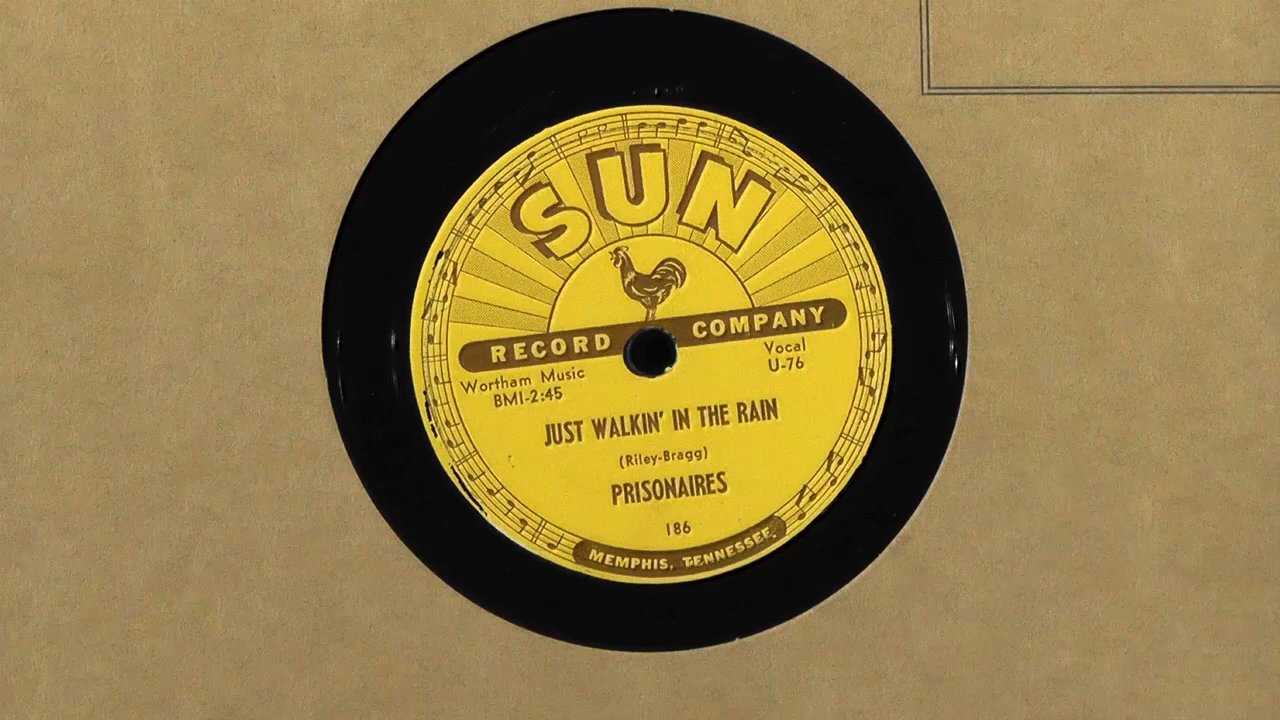 SUN
RECORD COMPANY
Wortham Music
BMI-2:45
Vocal
U-76
JUST WALKIN' IN THE RAIN
(Riley-Bragg)
PRISONAIRES
186
MEMPHIS, TENNESSEE.